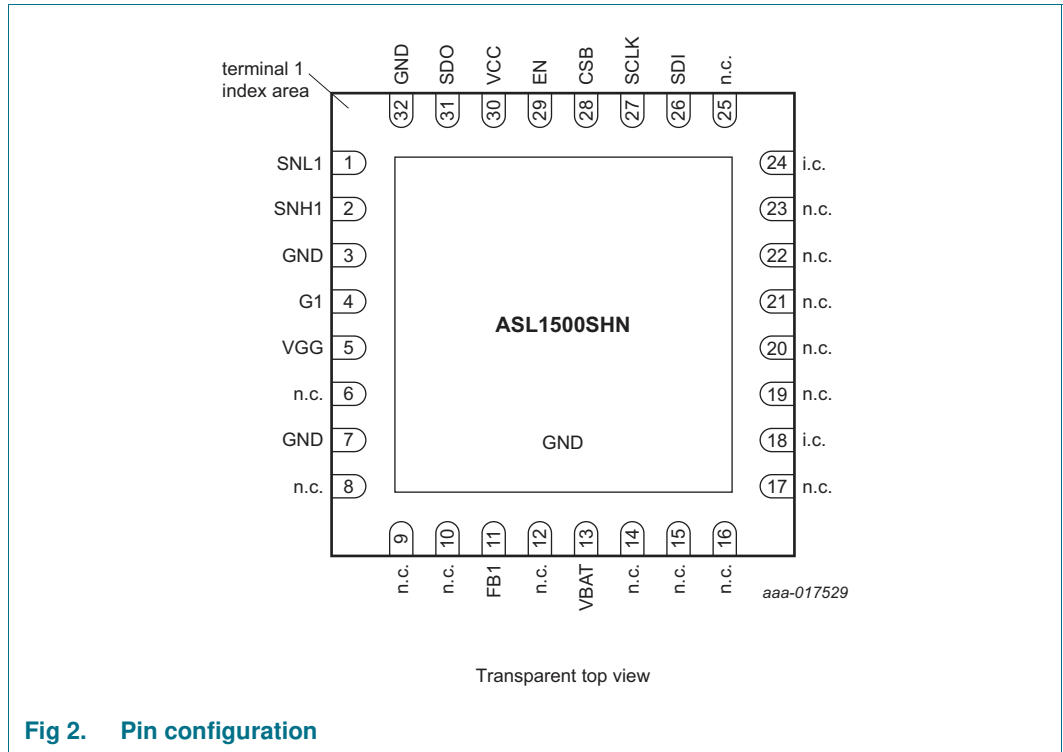 terminal 1
index area
GND
SDO
VCC
EN
CSB
SCLK
SDI
n.c.
32
31
30
29
28
27
26
25
SNL1 1
SNH1 2
GND 3
G1 4
VGG 5
n.c. 6
GND 7
n.c. 8
ASL1500SHN
GND
24 i.c.
23 n.c.
22 n.c.
21 n.c.
20 n.c.
19 n.c.
18 i.c.
17 n.c.
9
10
11
12
13
14
15
16
n.c.
n.c.
FB1
n.c.
VBAT
n.c.
n.c.
n.c.
aaa-017529
Transparent top view
Fig 2. Pin configuration